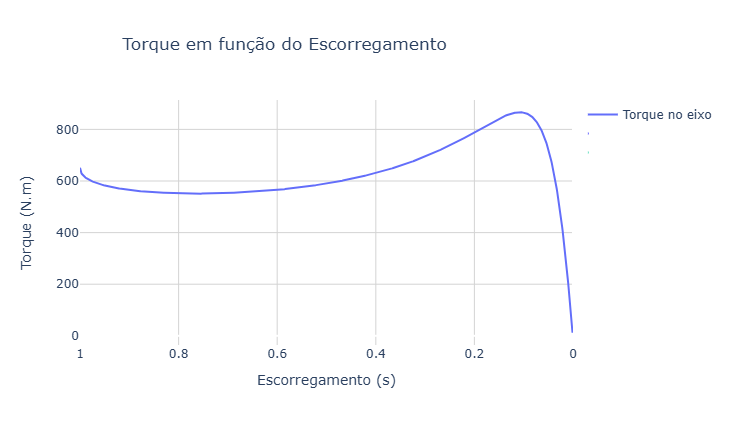 Torque em função do Escorregamento
Torque no eixo
800
600
400
200
0
Torque (N.m)
1 0.8 0.6 0.4 0.2 0
Escorregamento (s)